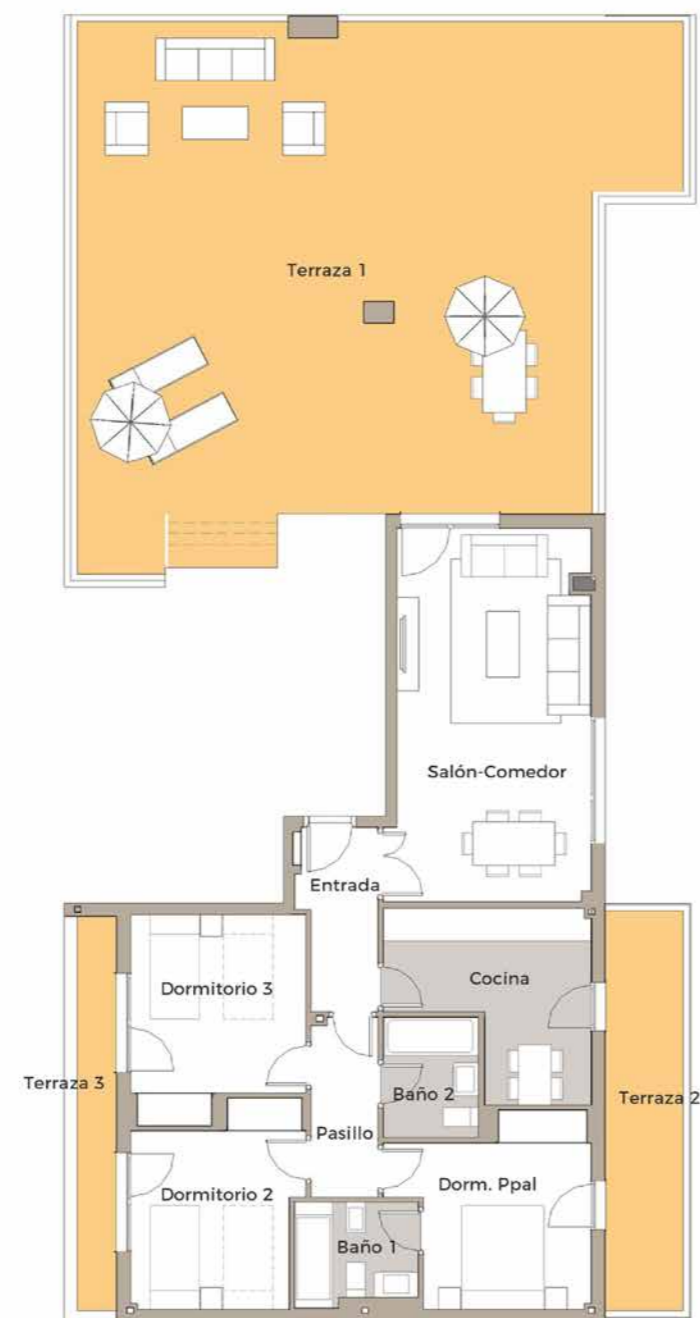 Terraza 1
Salón-Comedor
Entrada
Cocina
Dormitorio 3
Terraza 3
Baño 2
Terraza 2
Pasillo
Dormitorio 2
Dorm. Ppal
Baño 1